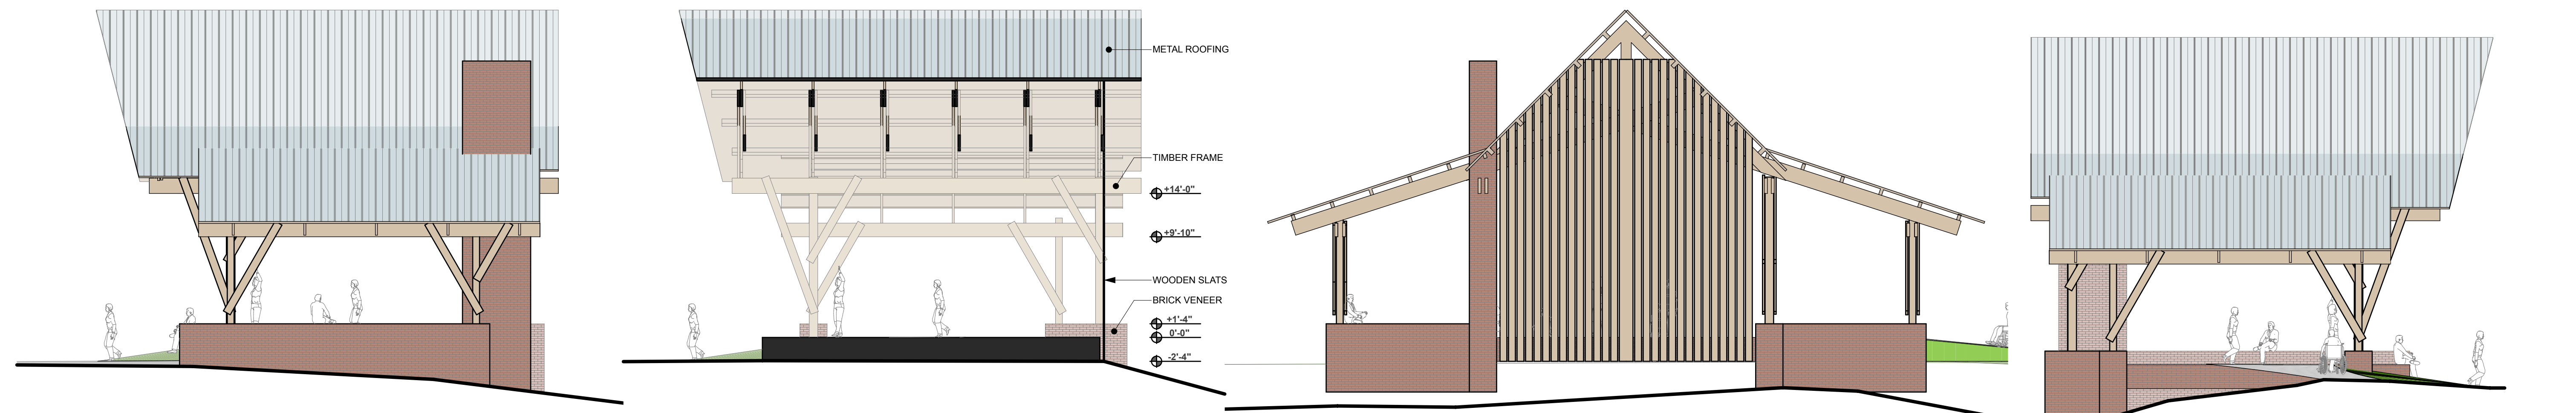 METAL ROOFING
TIMBER FRAME
+14'-0"
+9'-10"
WOODEN SLATS
BRICK VENEER
+1'-4"
0'-0"
-2'-4"